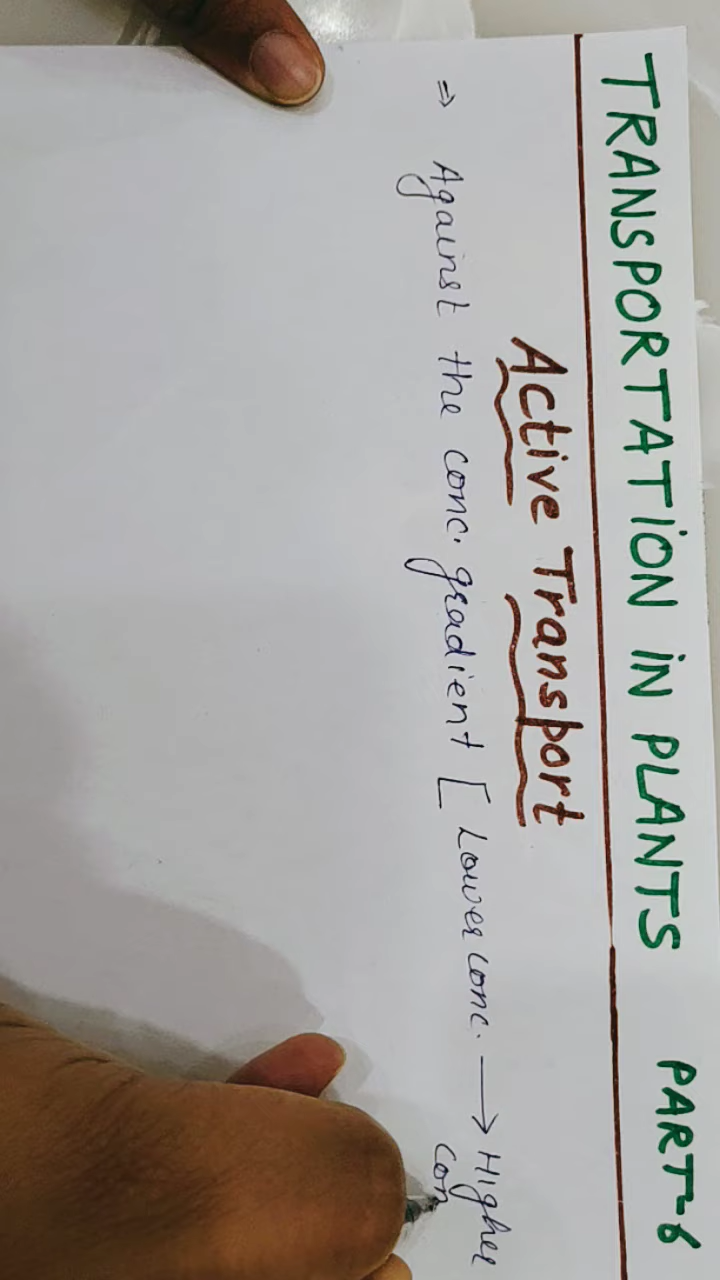 TRANSPORTATION IN PLANTS PART-6
Active Transport
⇒ Against the conc. gradient [ Lower conc. → Higher
con